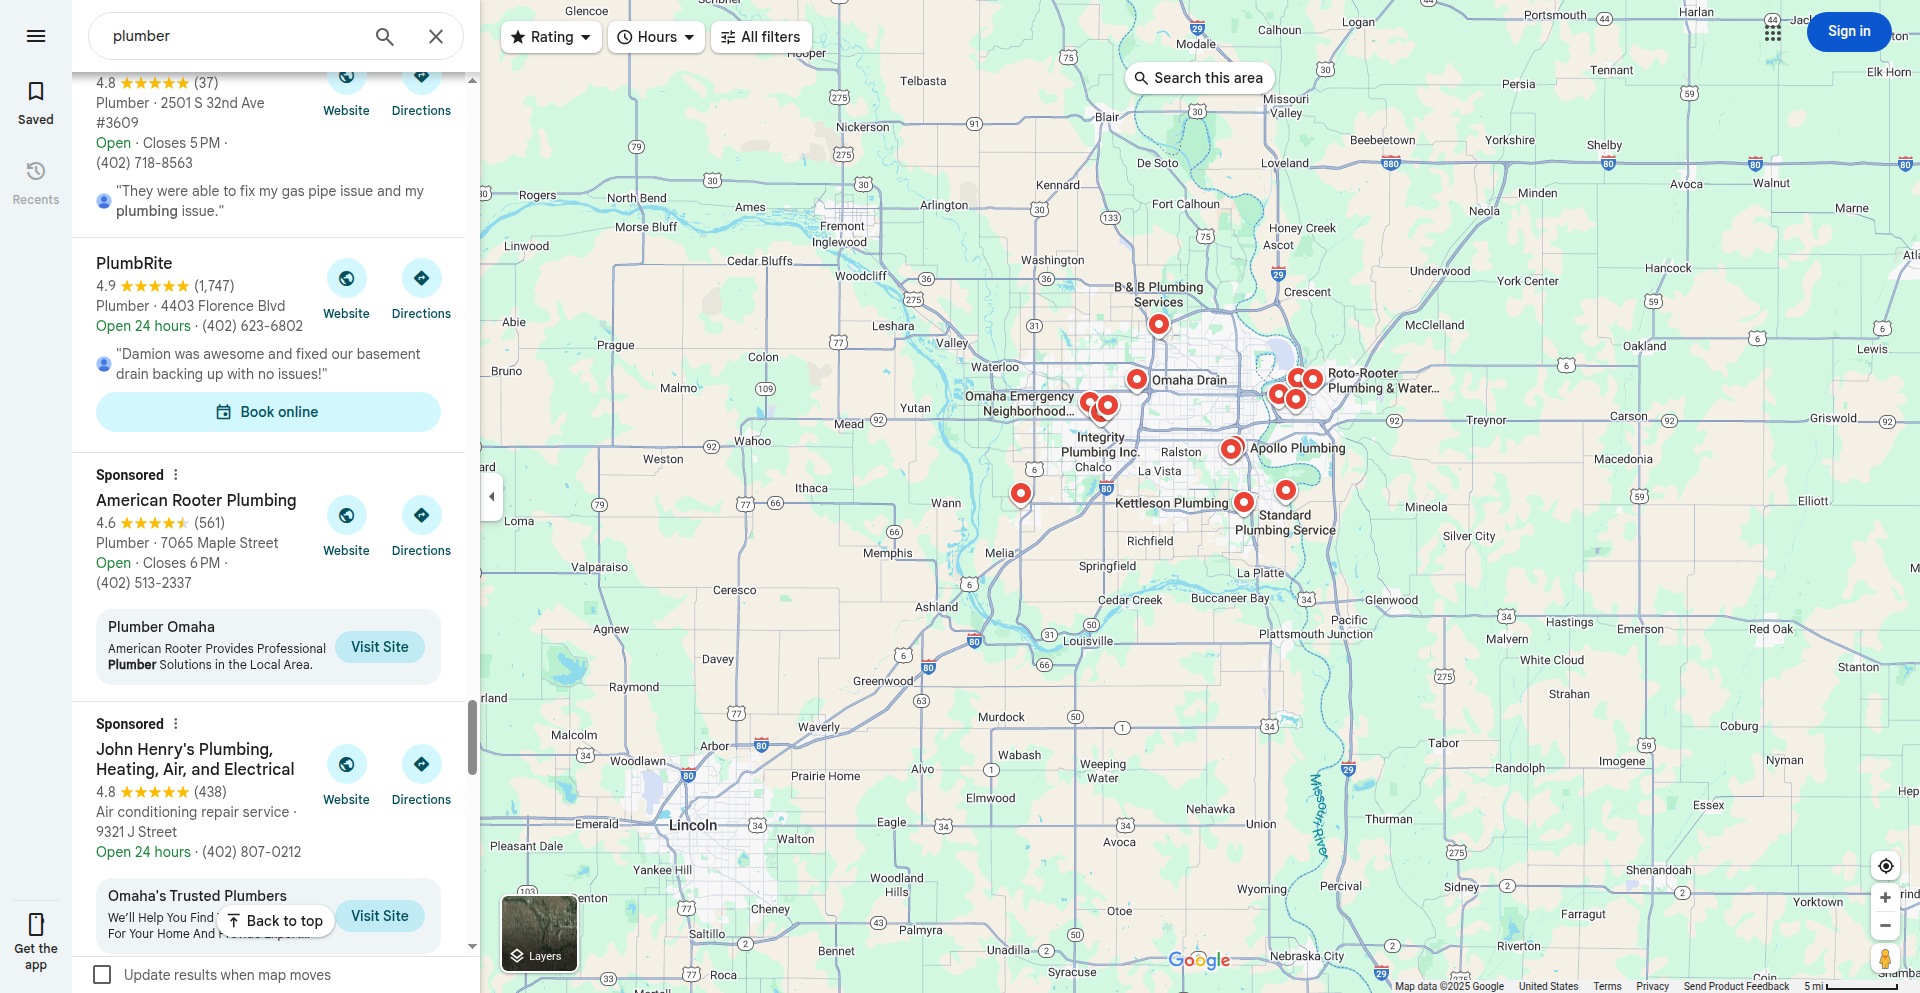 plumber
Saved
Recents
Get the
app
4.8
(37)
Plumber · 2501 S 32nd Ave
#3609
Open · Closes 5 PM ·
(402) 718-8563
Website
Directions
"They were able to fix my gas pipe issue and my
plumbing issue."
PlumbRite
4.9
(1,747)
Plumber · 4403 Florence Blvd
Open 24 hours · (402) 623-6802
Website
Directions
"Damion was awesome and fixed our basement
drain backing up with no issues!"
Book online
Sponsored
American Rooter Plumbing
4.6
(561)
Plumber · 7065 Maple Street
Open · Closes 6 PM ·
(402) 513-2337
Website
Directions
Plumber Omaha
American Rooter Provides Professional
Plumber Solutions in the Local Area.
Visit Site
Sponsored
John Henry's Plumbing,
Heating, Air, and Electrical
4.8
(438)
Air conditioning repair service ·
9321 J Street
Open 24 hours · (402) 807-0212
Website
Directions
Omaha's Trusted Plumbers
We'll Help You Find
For Your Home And
Visit Site
Back to top
Update results when map moves
Rating
Hours
All filters
Search this area
Sign in
Glencoe
Hooper
Telbasta
Nickerson
Modale
Calhoun
Logan
Portsmouth
Harlan
Tennant
Elk Horn
Persia
Missouri
Valley
Blair
De Soto
Loveland
Beebeetown
Yorkshire
Shelby
Avoca
Walnut
Minden
Marne
Neola
Rogers
North Bend
Ames
Arlington
Kennard
Fort Calhoun
Morse Bluff
Fremont
Inglewood
Honey Creek
Ascot
Linwood
Cedar Bluffs
Woodcliff
Washington
Underwood
York Center
Hancock
B & B Plumbing
Services
Crescent
McClelland
Abie
Leshara
Prague
Colon
Valley
Oakland
Lewis
Bruno
Malmo
Waterloo
Omaha Drain
Roto-Rooter
Plumbing & Water...
Omaha Emergency
Neighborhood...
Yutan
Mead
Treynor
Carson
Griswold
Wahoo
Weston
Integrity
Plumbing Inc.
Chalco
Ralston
Apollo Plumbing
La Vista
Macedonia
Ithaca
Wann
Loma
Kettleson Plumbing
Standard
Plumbing Service
Mineola
Elliott
Silver City
Memphis
Melia
Richfield
Valparaiso
Springfield
La Platte
Ceresco
Ashland
Cedar Creek
Buccaneer Bay
Glenwood
Agnew
Louisville
Pacific
Plattsmouth Junction
Hastings
Malvern
Emerson
Red Oak
Davey
White Cloud
Stanton
Greenwood
Raymond
Strahan
Murdock
Waverly
Coburg
Malcolm
Arbor
Woodlawn
Wabash
Weeping
Water
Tabor
Imogene
Nyman
Randolph
Prairie Home
Alvo
Elmwood
Nehawka
Essex
Emerald
Lincoln
Walton
Eagle
Avoca
Union
Thurman
Missouri River
Pleasant Dale
Yankee Hill
Woodland
Hills
Wyoming
Percival
Sidney
Shenandoah
Yorktown
Denton
Cheney
Otoe
Farragut
Saltillo
Palmyra
Bennet
Unadilla
Riverton
Roca
Syracuse
Nebraska City
Coin
Layers
Google
Map data ©2025 Google
United States
Terms
Privacy
Send Product Feedback
5 mi